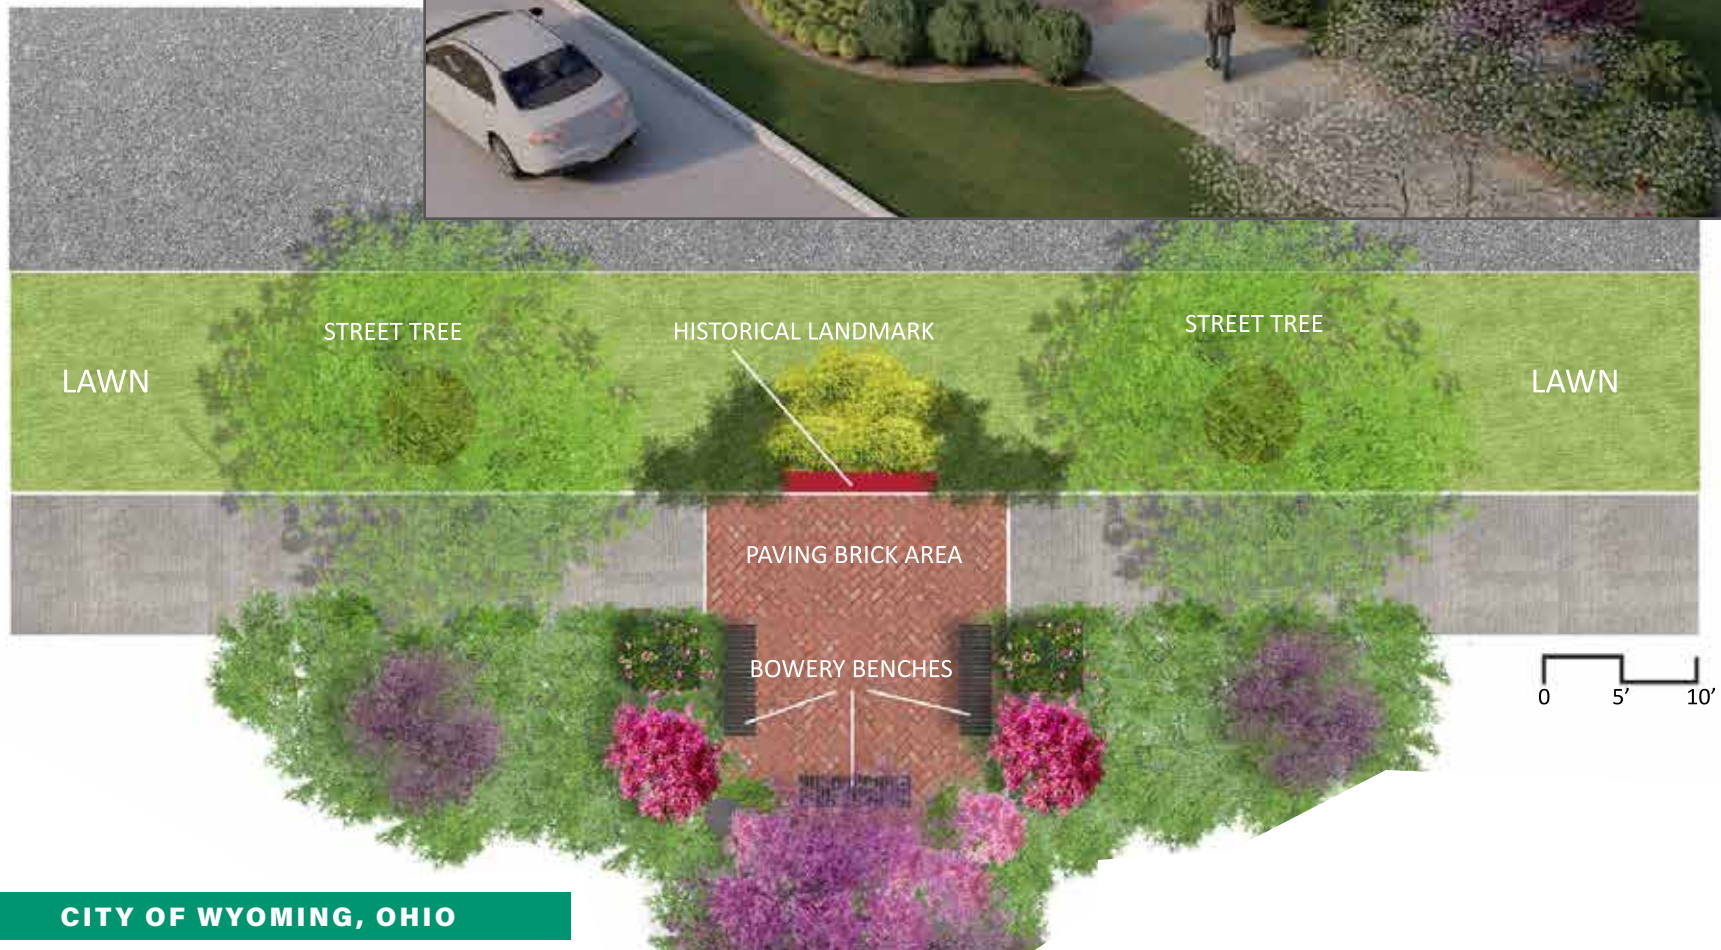 STREET TREE
HISTORICAL LANDMARK
STREET TREE
LAWN
LAWN
PAVING BRICK AREA
BOWERY BENCHES
0 5’ 10’
CITY OF WYOMING, OHIO